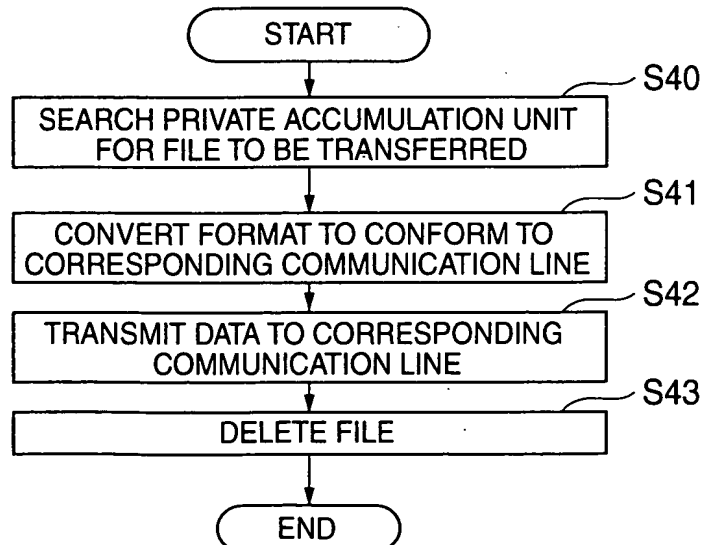 START
S40
SEARCH PRIVATE ACCUMULATION UNIT
FOR FILE TO BE TRANSFERRED
S41
CONVERT FORMAT TO CONFORM TO
CORRESPONDING COMMUNICATION LINE
S42
TRANSMIT DATA TO CORRESPONDING
COMMUNICATION LINE
S43
DELETE FILE
END